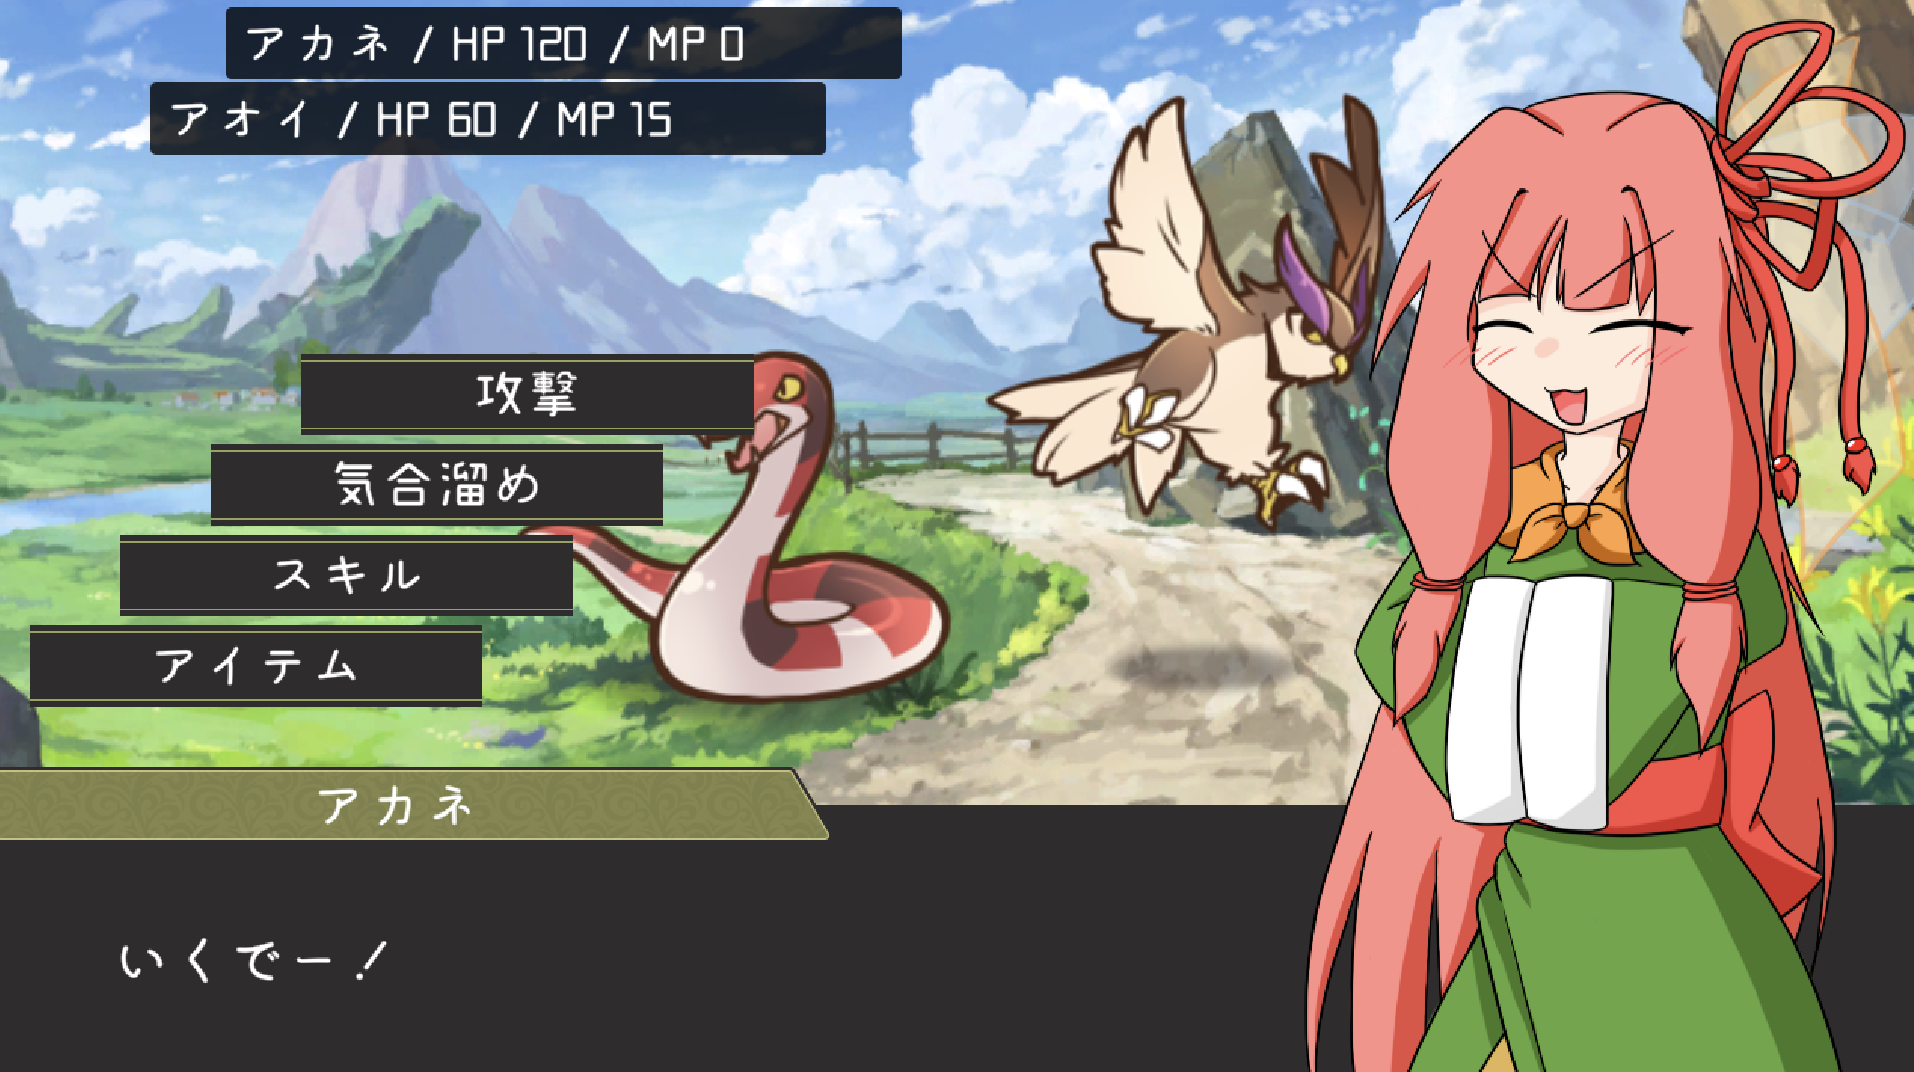 アカネ / HP 120 / MP 0
アオイ / HP 60 / MP 15
攻撃
気合溜め
スキル
アイテム
アカネ
いくでー！